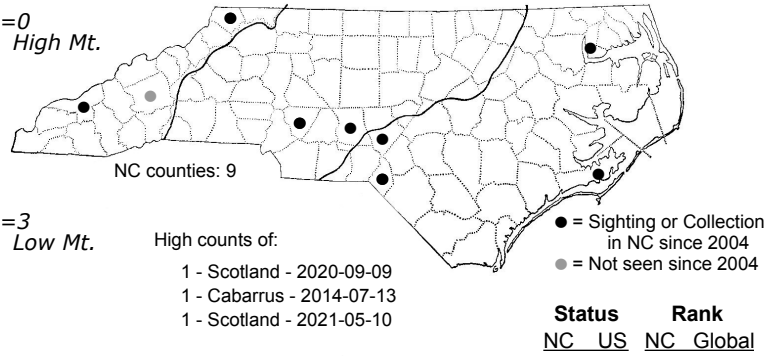 =0
High Mt.
NC counties: 9
=3
Low Mt.
High counts of:
1 - Scotland - 2020-09-09
1 - Cabarrus - 2014-07-13
1 - Scotland - 2021-05-10
= Sighting or Collection
in NC since 2004
= Not seen since 2004
Status Rank
NC US NC Global